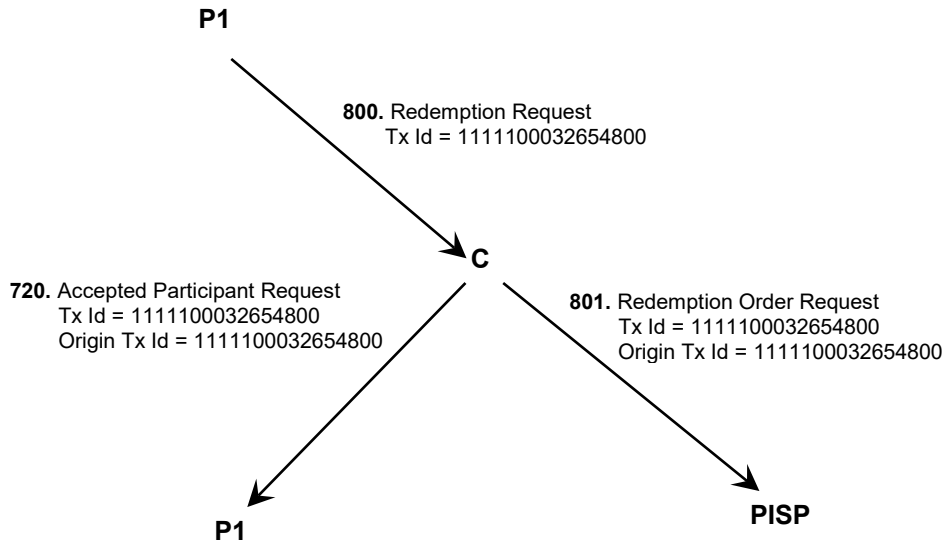 P1
800. Redemption Request
Tx Id = 1111100032654800
C
720. Accepted Participant Request
Tx Id = 1111100032654800
Origin Tx Id = 1111100032654800
801. Redemption Order Request
Tx Id = 1111100032654800
Origin Tx Id = 1111100032654800
P1
PISP